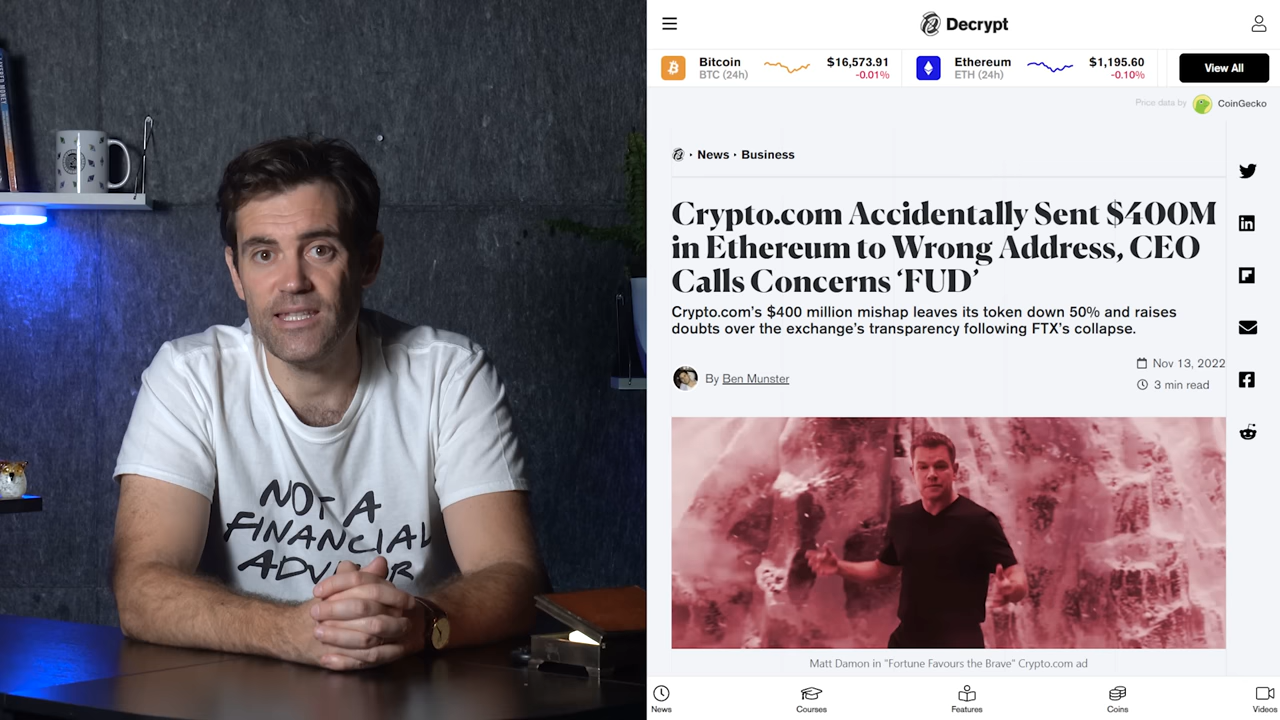 NOT A
FINANCIAL
Decrypt
Bitcoin
BTC (24h)
$16,573.91
-0.01%
Ethereum
ETH (24h)
$1,195.60
-0.10%
View All
Price data by CoinGecko
· News · Business
Crypto.com Accidentally Sent $400M
in Ethereum to Wrong Address, CEO
Calls Concerns ‘FUD’
Crypto.com’s $400 million mishap leaves its token down 50% and raises
doubts over the exchange’s transparency following FTX’s collapse.
By Ben Munster
Nov 13, 2022
3 min read
Matt Damon in "Fortune Favours the Brave" Crypto.com ad
News
Courses
Features
Coins
Videos